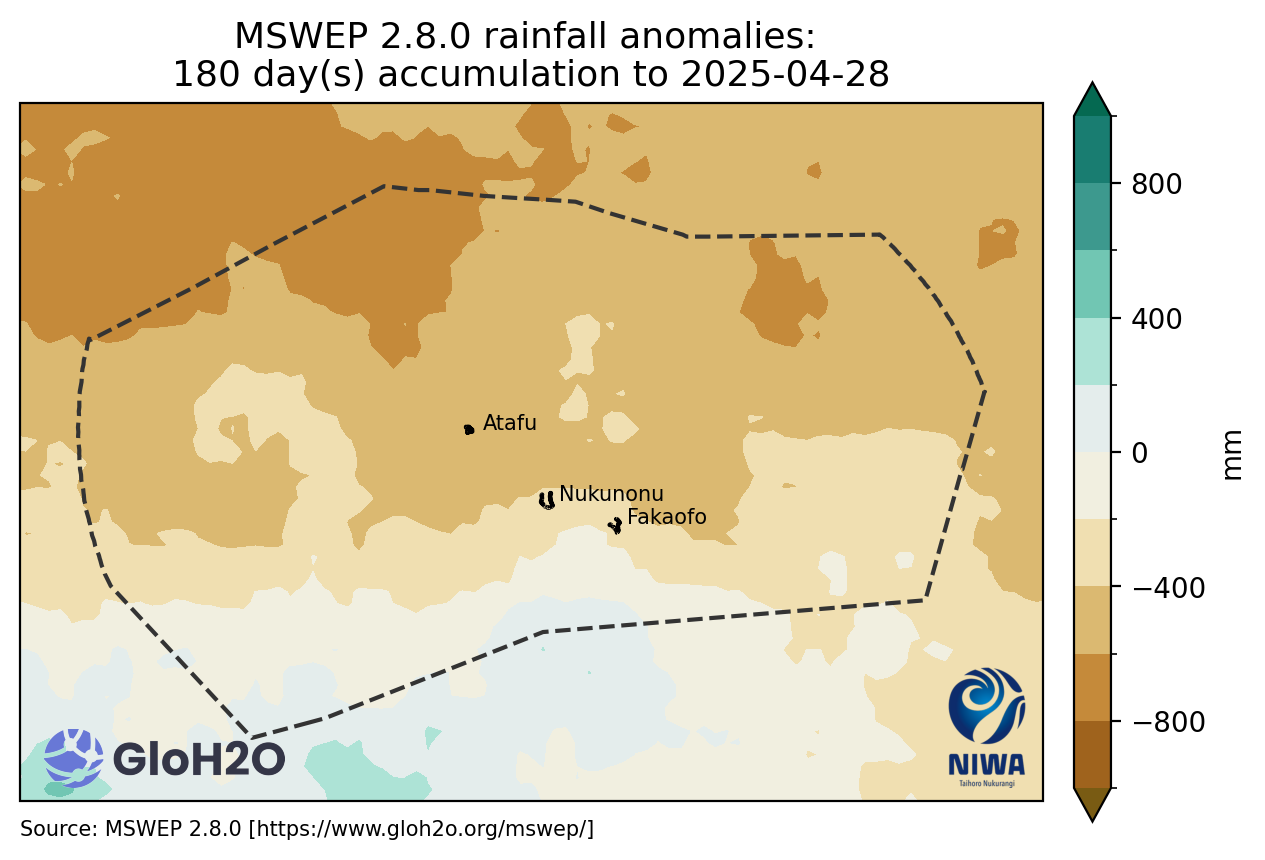 MSWEP 2.8.0 rainfall anomalies:
180 day(s) accumulation to 2025-04-28
800
400
0
−400
−800
mm
Atafu
Nukunonu
Fakaofo
GloH2O
NIWA
Taihoro Nukurangi
Source: MSWEP 2.8.0 [https://www.gloh2o.org/mswep/]